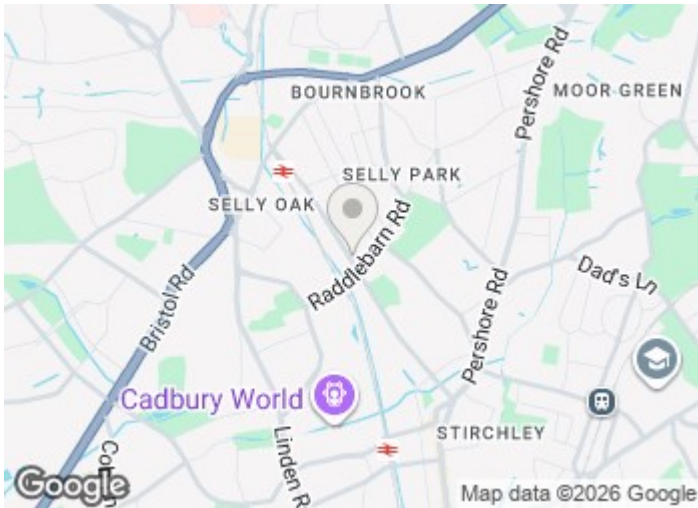 BOURNBROOK
MOOR GREEN
Pershore Rd
SELLY PARK
SELLY OAK
Raddlebarn Rd
Dad's Ln
Bristol Rd
Pershore Rd
Cadbury World
STIRCHLEY
Linden R
Google
Map data ©2026 Google